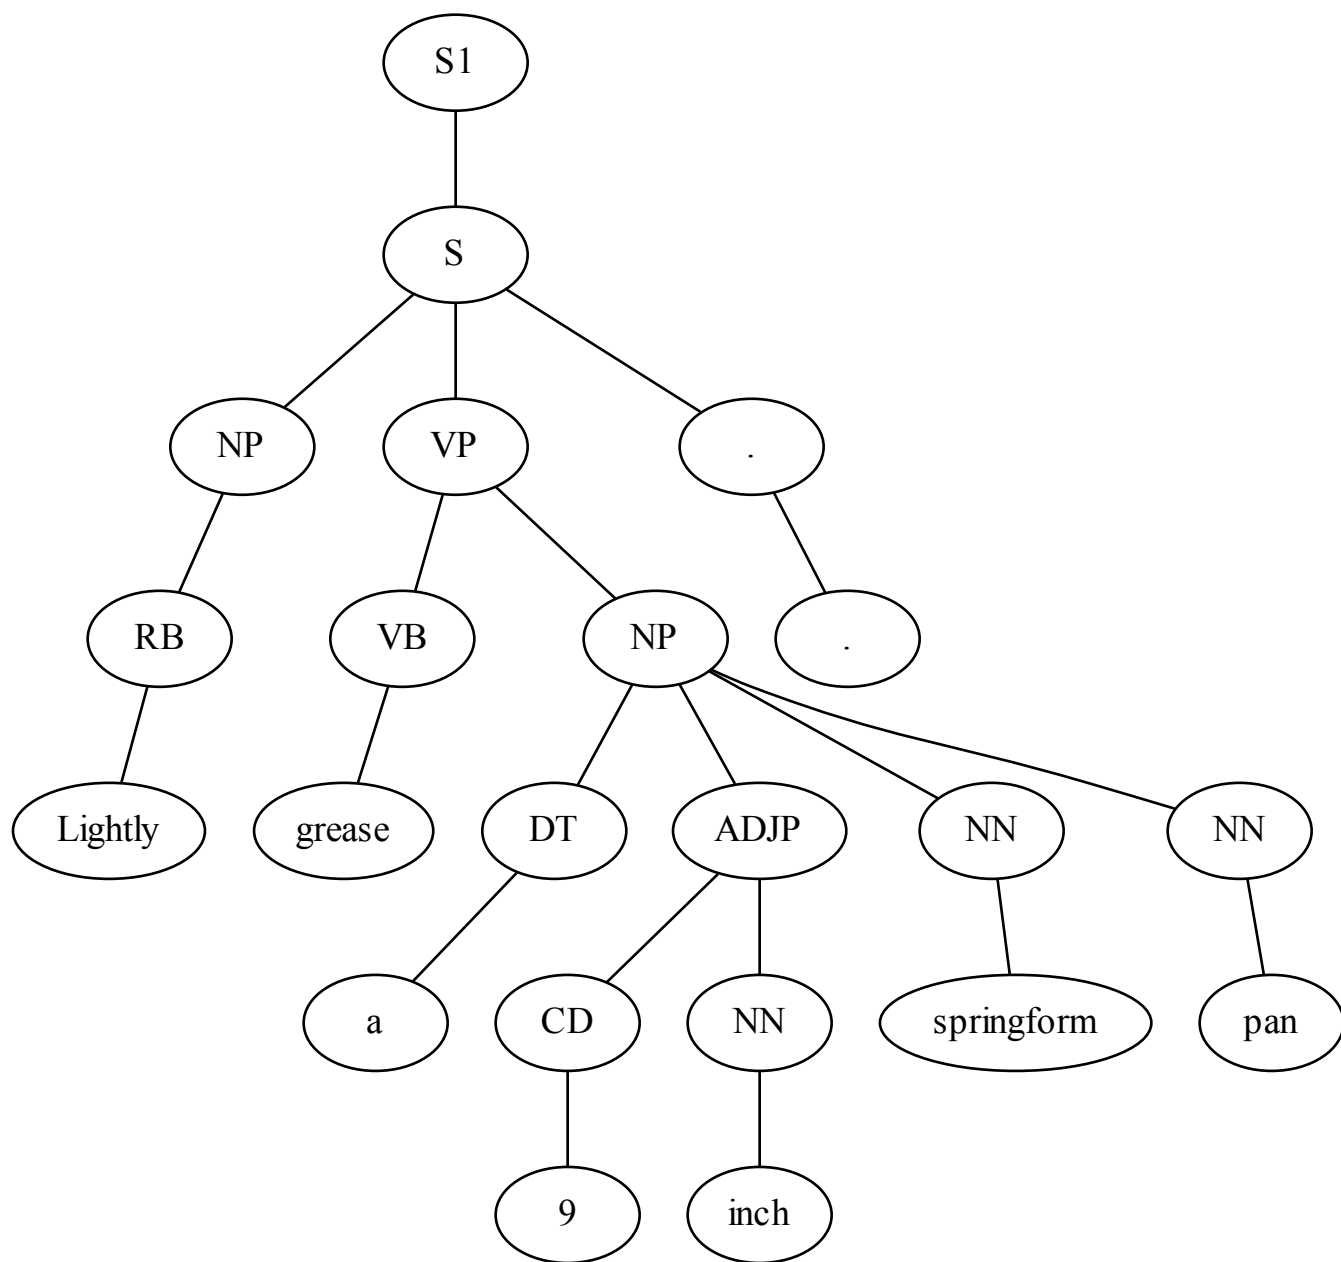 S1
S
NP VP .
RB VB NP .
Lightly grease DT ADJP NN NN
a CD NN springform pan
9 inch